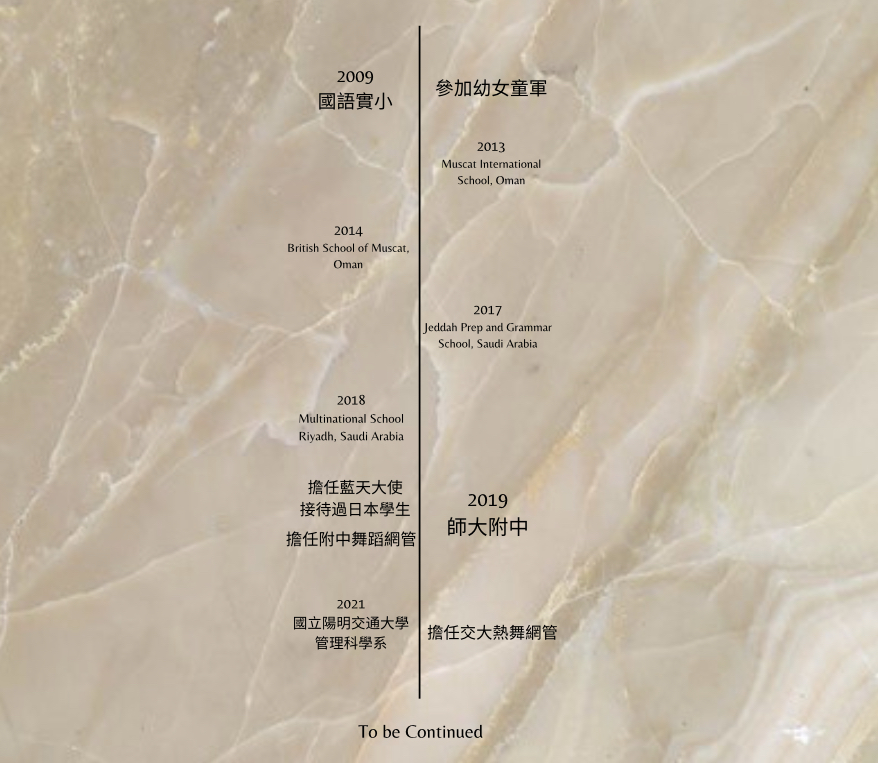 2009
國語實小
參加幼女童軍
2013
Muscat International
School, Oman
2014
British School of Muscat,
Oman
2017
Jeddah Prep and Grammar
School, Saudi Arabia
2018
Multinational School
Riyadh, Saudi Arabia
擔任藍天大使
接待過日本學生
擔任附中舞蹈網管
2019
師大附中
2021
國立陽明交通大學
管理科學系
擔任交大熱舞網管
To be Continued